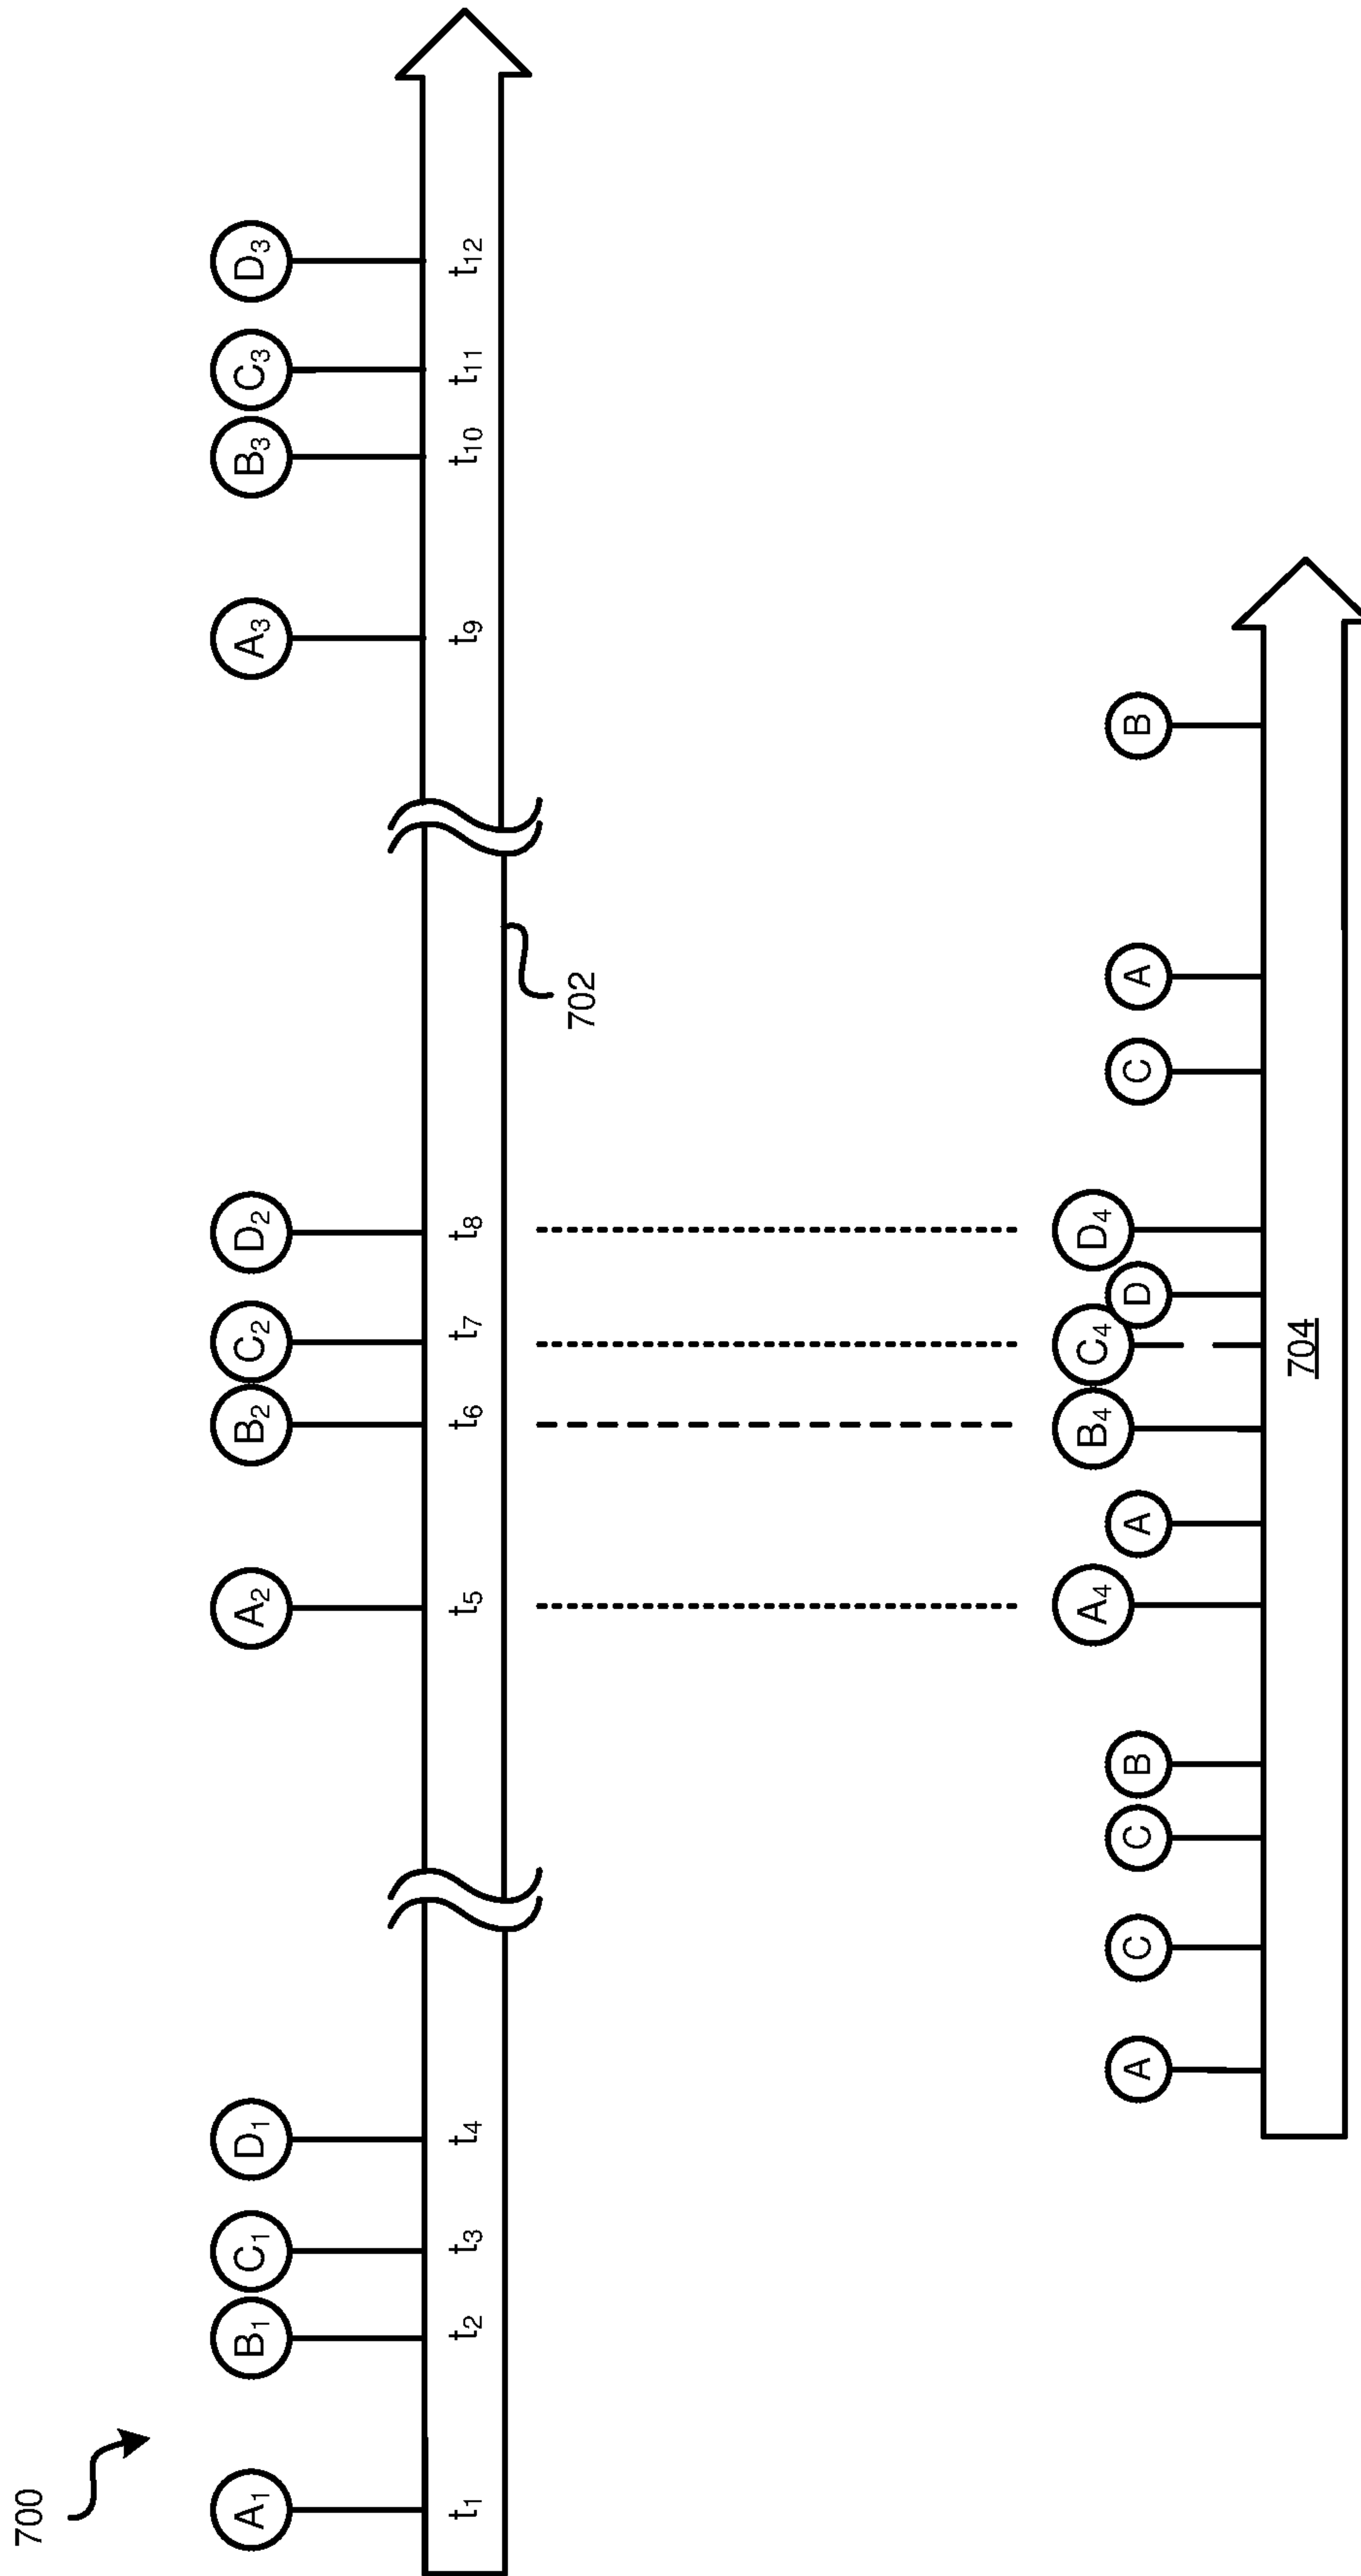 700
A1 B1 C1 D1 A2 B2 C2 D2 A3 B3 C3 D3
t1 t2 t3 t4 t5 t6 t7 t8 t9 t10 t11 t12
702
A4 B4 C4 D4
A C C B A D C A B
704